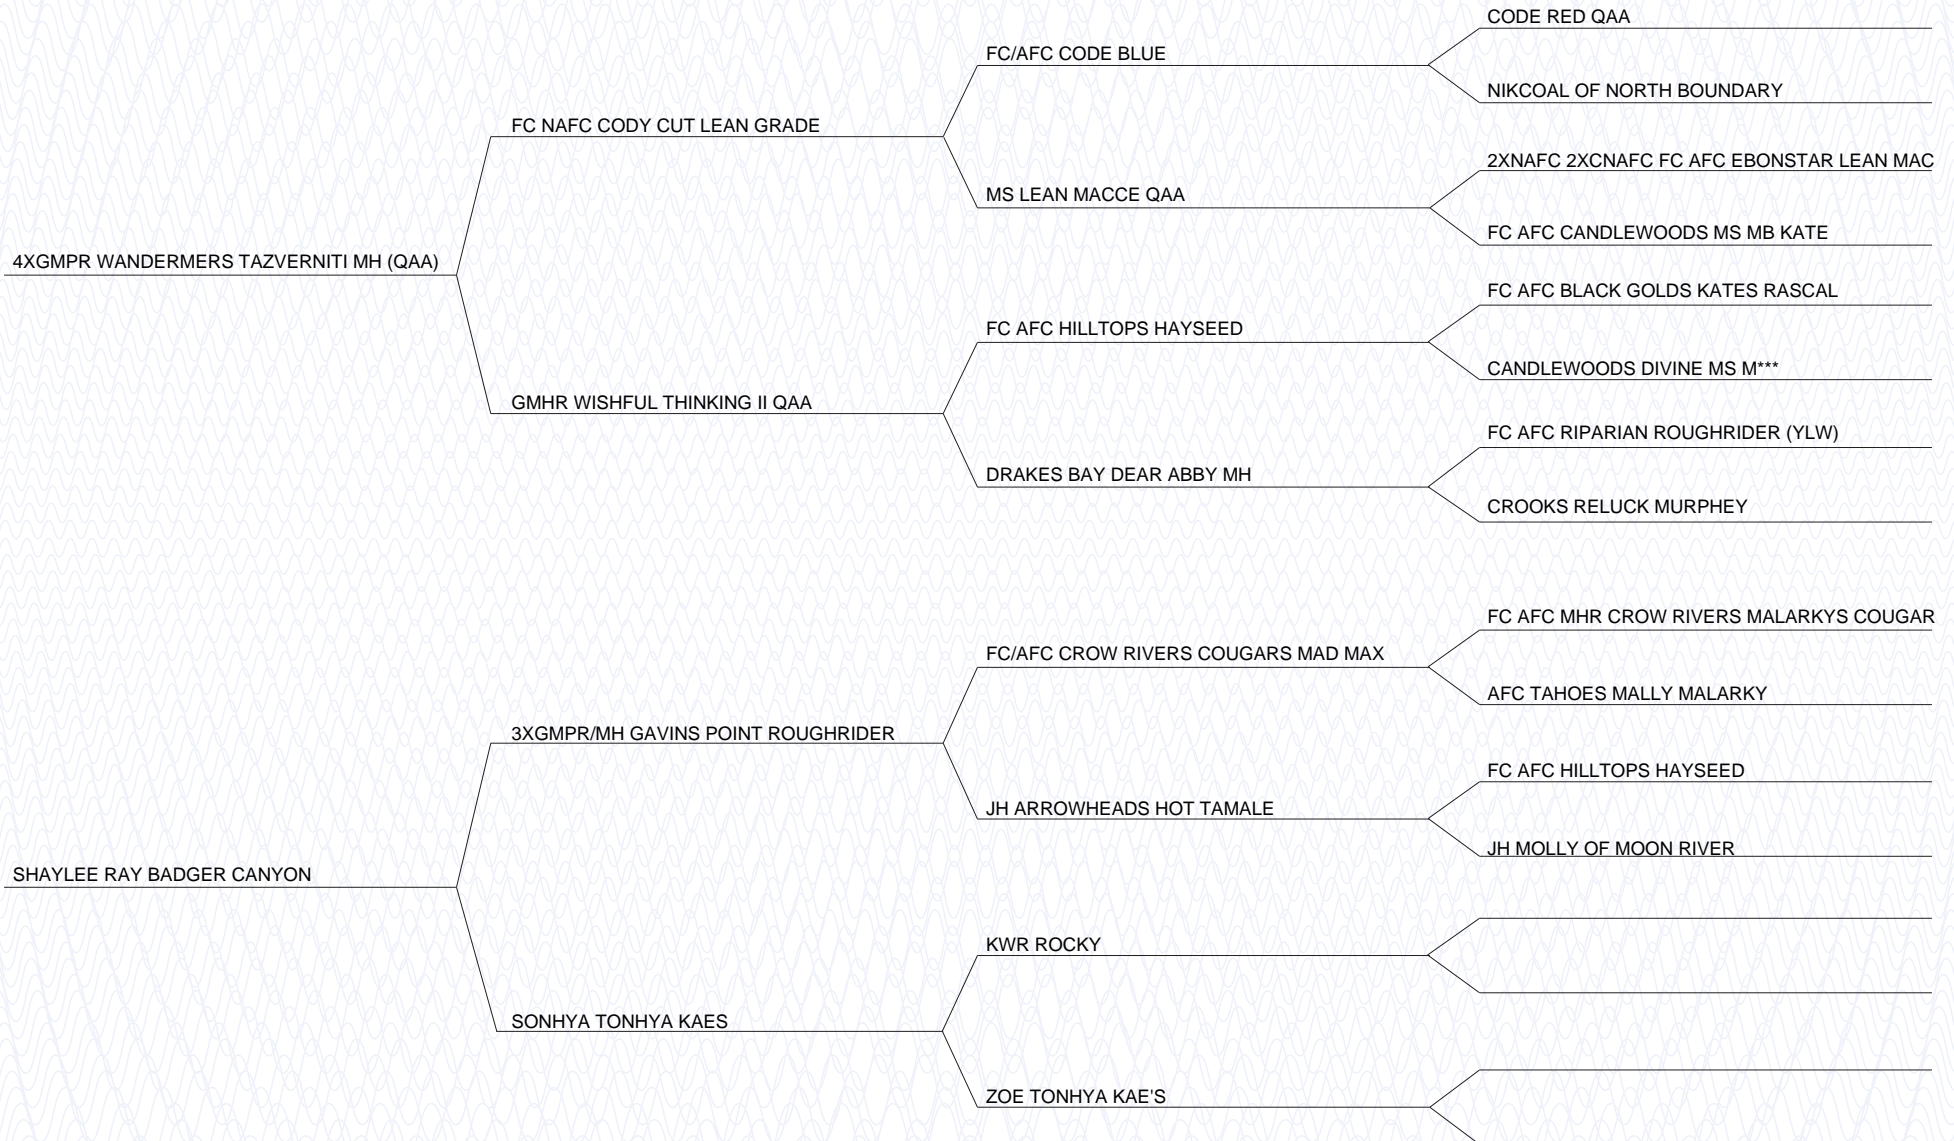 CODE RED QAA
FC/AFC CODE BLUE
NIKCOAL OF NORTH BOUNDARY
FC NAFC CODY CUT LEAN GRADE
2XNAFC 2XCNAFC FC AFC EBONSTAR LEAN MAC
MS LEAN MACCE QAA
FC AFC CANDLEWOODS MS MB KATE
4XGMPR WANDERMERS TAZVERNITI MH (QAA)
FC AFC BLACK GOLDS KATES RASCAL
FC AFC HILLTOPS HAYSEED
CANDLEWOODS DIVINE MS M***
GMHR WISHFUL THINKING II QAA
FC AFC RIPARIAN ROUGHRIDER (YLW)
DRAKES BAY DEAR ABBY MH
CROOKS RELUCK MURPHEY
FC AFC MHR CROW RIVERS MALARKYS COUGAR
FC/AFC CROW RIVERS COUGARS MAD MAX
AFC TAHOES MALLY MALARKY
3XGMPR/MH GAVINS POINT ROUGHRIDER
FC AFC HILLTOPS HAYSEED
JH ARROWHEADS HOT TAMALE
JH MOLLY OF MOON RIVER
SHAYLEE RAY BADGER CANYON
KWR ROCKY
SONHYA TONHYA KAES
ZOE TONHYA KAE'S